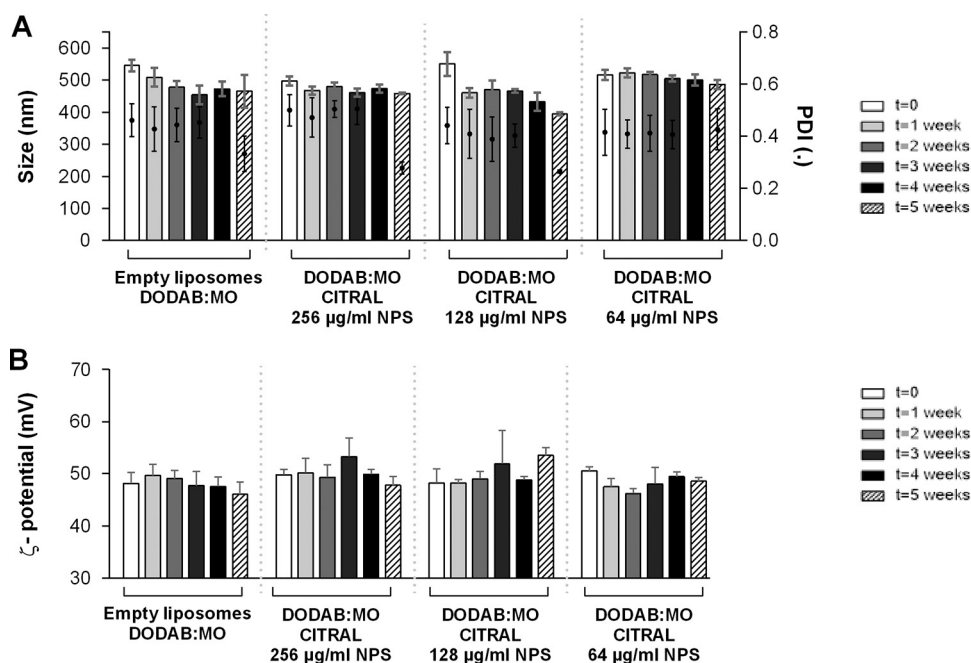 A
600
500
400
300
200
100
0
Size (nm)
0.8
0.6
0.4
0.2
0.0
PDI (.)
t=0
t=1 week
t=2 weeks
t=3 weeks
t=4 weeks
t=5 weeks
Empty liposomes
DODAB:MO
DODAB:MO
CITRAL
256 µg/ml NPS
DODAB:MO
CITRAL
128 µg/ml NPS
DODAB:MO
CITRAL
64 µg/ml NPS
B
70
60
50
40
30
ζ- potential (mV)
t=0
t=1 week
t=2 weeks
t=3 weeks
t=4 weeks
t=5 weeks
Empty liposomes
DODAB:MO
DODAB:MO
CITRAL
256 µg/ml NPS
DODAB:MO
CITRAL
128 µg/ml NPS
DODAB:MO
CITRAL
64 µg/ml NPS